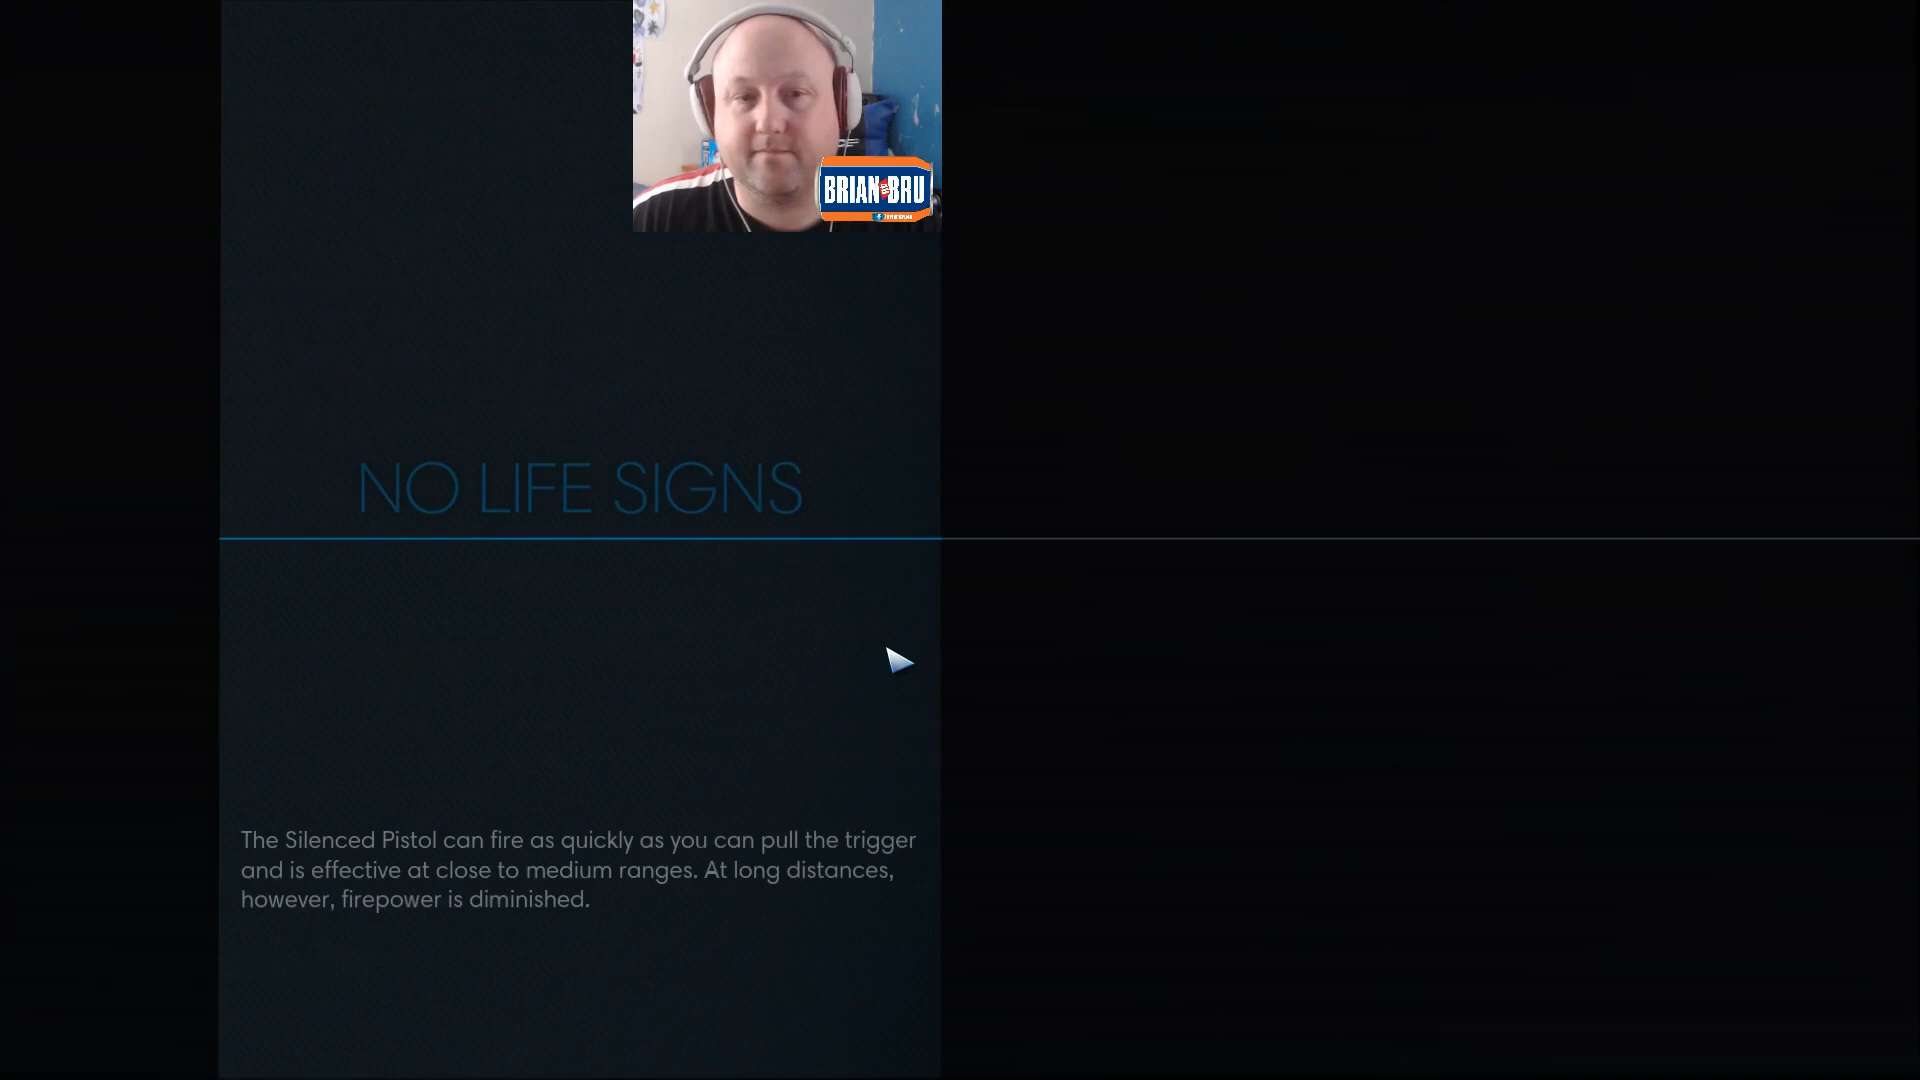 BRIAN BRU
NO LIFE SIGNS
The Silenced Pistol can fire as quickly as you can pull the trigger
and is effective at close to medium ranges. At long distances,
however, firepower is diminished.